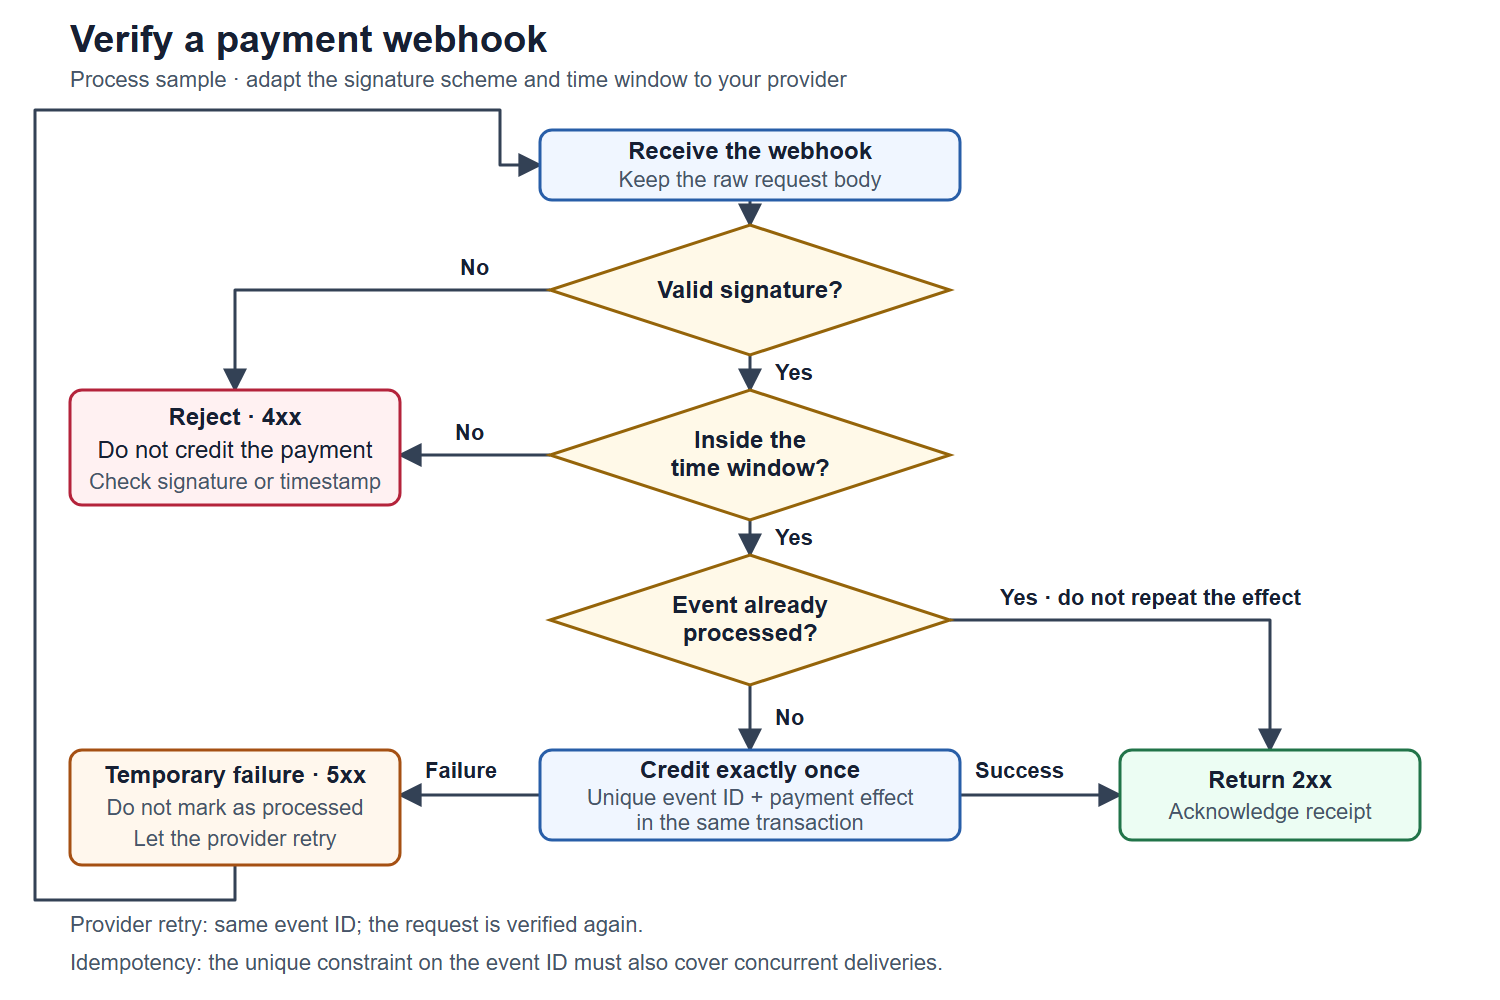 Verify a payment webhook
Process sample · adapt the signature scheme and time window to your provider
Receive the webhook
Keep the raw request body
No
Valid signature?
Yes
Reject · 4xx
Do not credit the payment
Check signature or timestamp
No
Inside the
time window?
Yes
Event already
processed?
Yes · do not repeat the effect
No
Temporary failure · 5xx
Do not mark as processed
Let the provider retry
Failure
Credit exactly once
Unique event ID + payment effect
in the same transaction
Success
Return 2xx
Acknowledge receipt
Provider retry: same event ID; the request is verified again.
Idempotency: the unique constraint on the event ID must also cover concurrent deliveries.